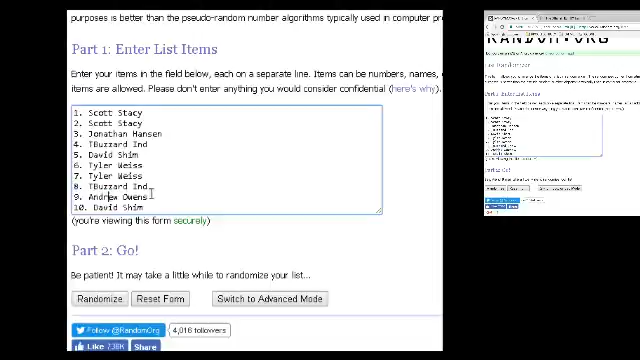 purposes is better than the pseudo-random number algorithms typically used in computer pro
Part 1: Enter List Items
Enter your items in the field below, each on a separate line. Items can be numbers, names, e
items are allowed. Please don't enter anything you would consider confidential (here's why).
1. Scott Stacy
2. Scott Stacy
3. Jonathan Hansen
4. TBuzzard Ind
5. David Shim
6. Tyler Weiss
7. Tyler Weiss
8. TBuzzard Ind
9. Andrew Owens
10. David Shim
(you're viewing this form securely)
Part 2: Go!
Be patient! It may take a little while to randomize your list...
Randomize
Reset Form
Switch to Advanced Mode
Follow @RandomOrg
4,016 followers
Like
Share
RANDOM.ORG